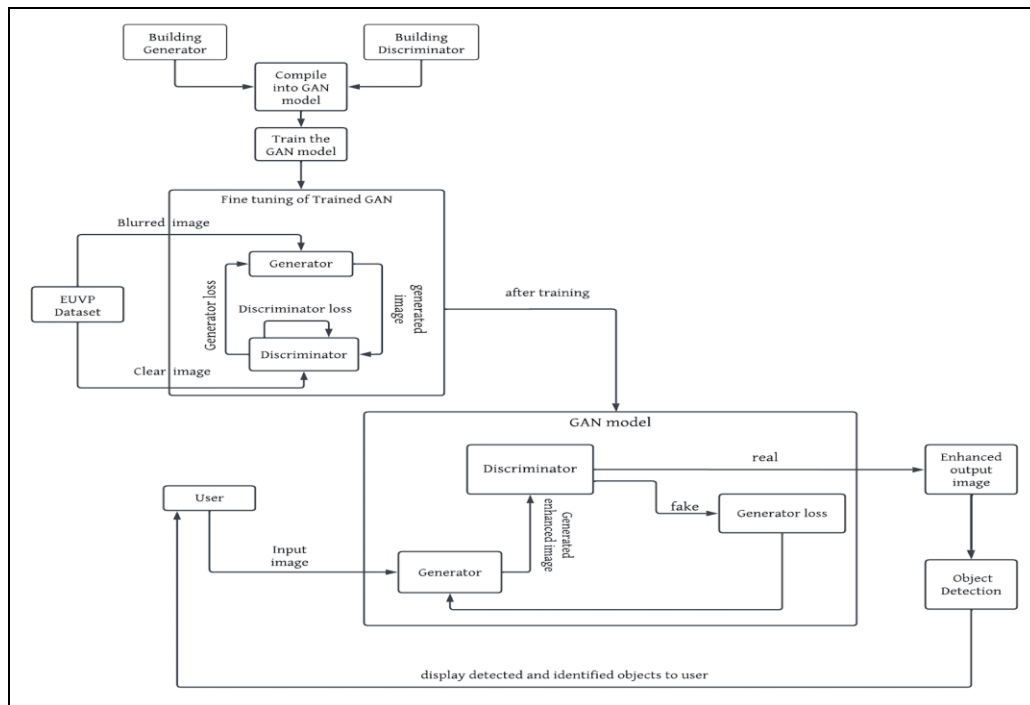 Building
Generator
Building
Discriminator
Compile
into GAN
model
Train the
GAN model
Fine tuning of Trained GAN
Blurred image
Generator
Generator loss
generated
image
Discriminator loss
Discriminator
EUVP
Dataset
Clear image
after training
GAN model
Discriminator
real
Enhanced
output
image
fake
Generator loss
Generated
enhanced image
User
Input
image
Generator
Object
Detection
display detected and identified objects to user